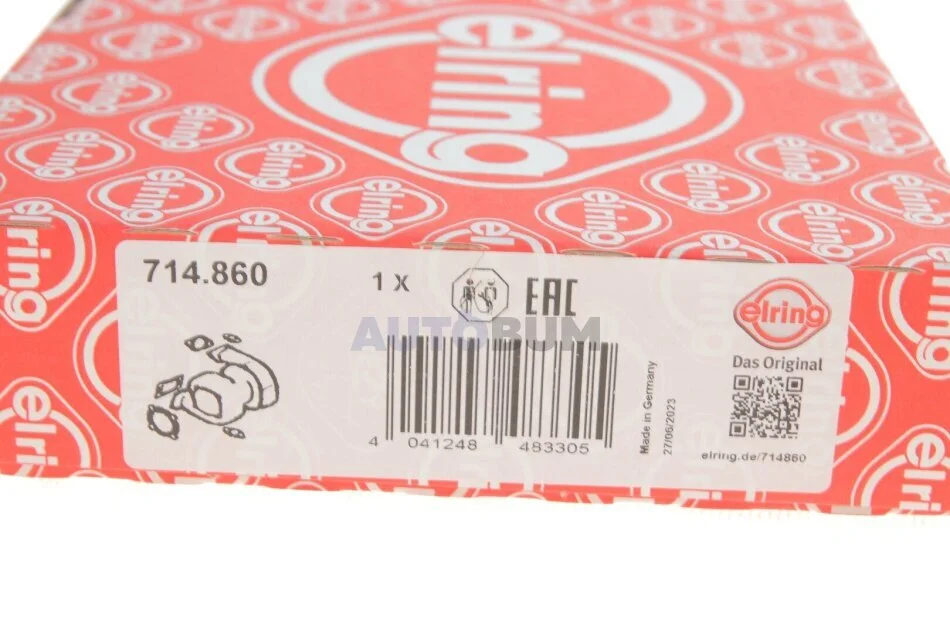 elring
714.860
1 X
EAC
elring
Das Original
AUTOBUM
4 041248 483305
Made in Germany
27/06/2023
elring.de/714860